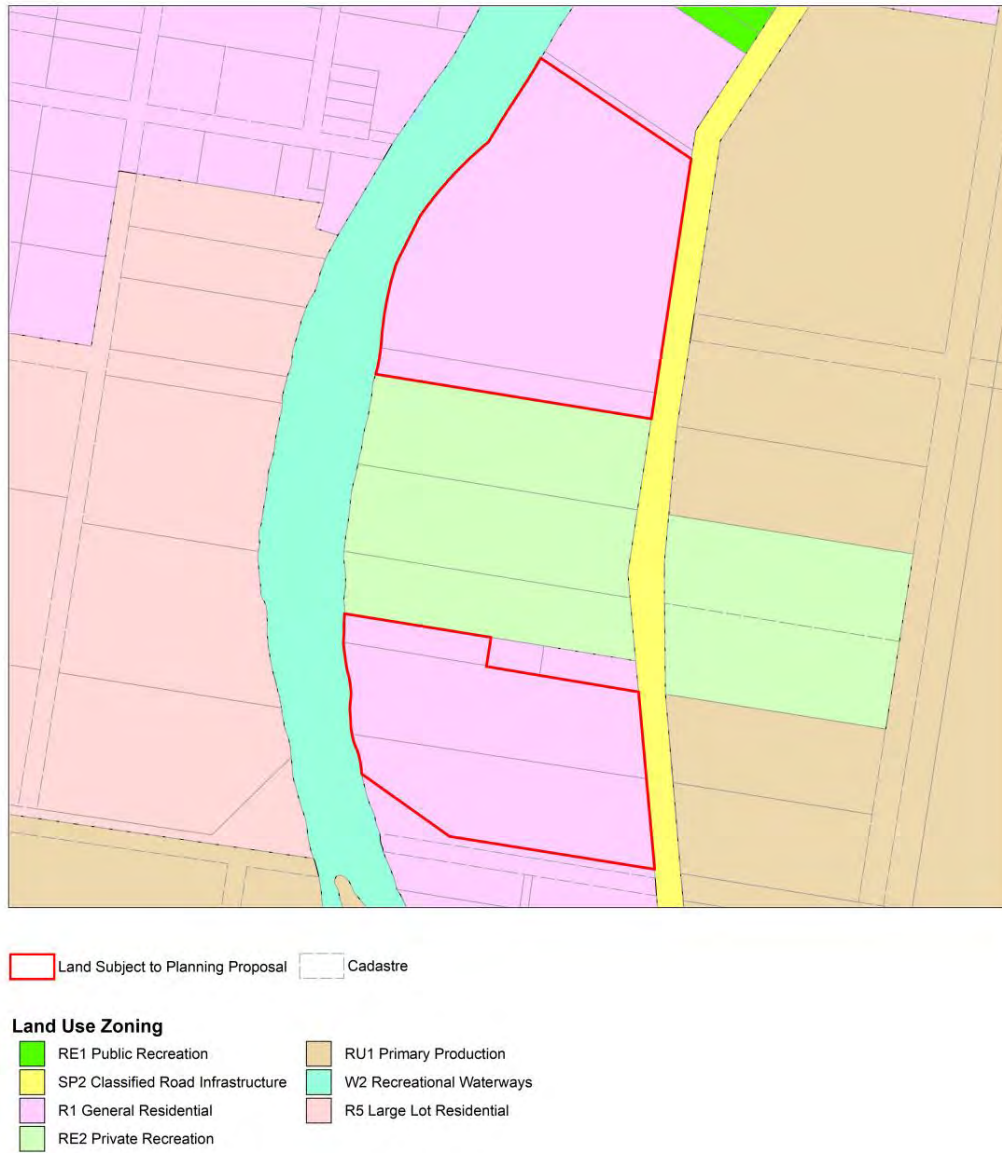 Land Subject to Planning Proposal
Cadastre
Land Use Zoning
RE1 Public Recreation
SP2 Classified Road Infrastructure
R1 General Residential
RE2 Private Recreation
RU1 Primary Production
W2 Recreational Waterways
R5 Large Lot Residential